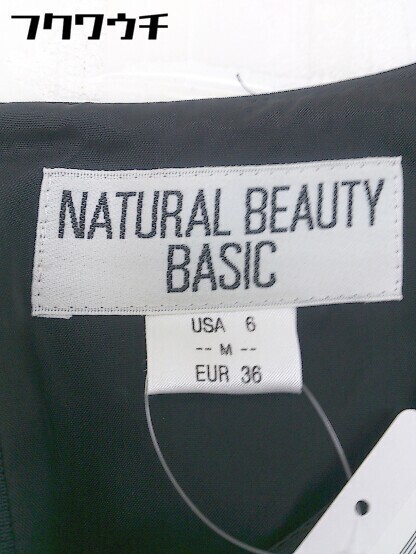 フクワウチ
NATURAL BEAUTY
BASIC
USA 6
-- M --
EUR 36